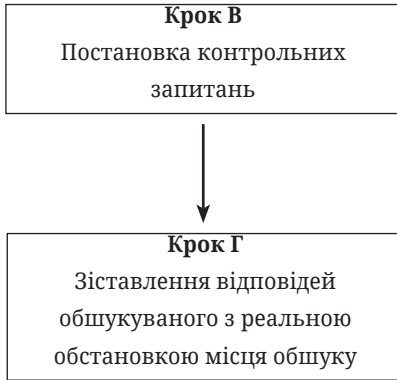 Крок В
Постановка контрольних
запитань
Крок Г
Зіставлення відповідей
обшукуваного з реальною
обстановкою місця обшуку